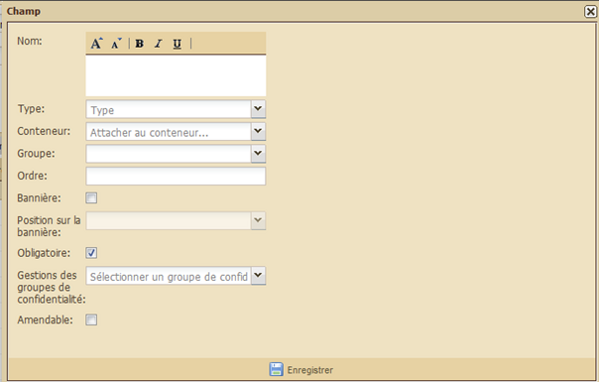 Champ
Nom:
A A B I U
Type: Type
Conteneur: Attacher au conteneur...
Groupe:
Ordre:
Bannière:
Position sur la
bannière:
Obligatoire:
Gestions des Sélectionner un groupe de confid
groupes de
confidentialité:
Amendable:
Enregistrer